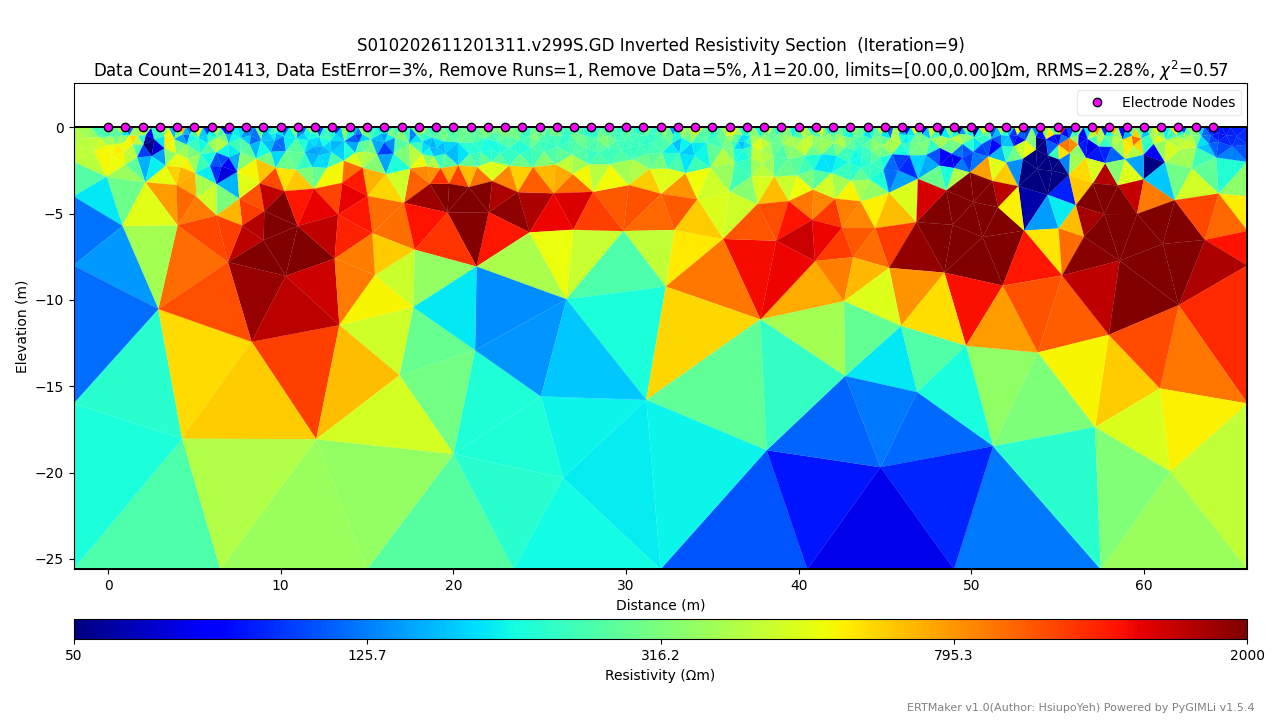 S010202611201311.v299S.GD Inverted Resistivity Section  (Iteration=9)
Data Count=201413, Data EstError=3%, Remove Runs=1, Remove Data=5%, λ1=20.00, limits=[0.00,0.00]Ωm, RRMS=2.28%, χ²=0.57
Electrode Nodes
0
−5
−10
−15
−20
−25
Elevation (m)
0 10 20 30 40 50 60
Distance (m)
50 125.7 316.2 795.3 2000
Resistivity (Ωm)
ERTMaker v1.0(Author: HsiupoYeh) Powered by PyGIMLi v1.5.4